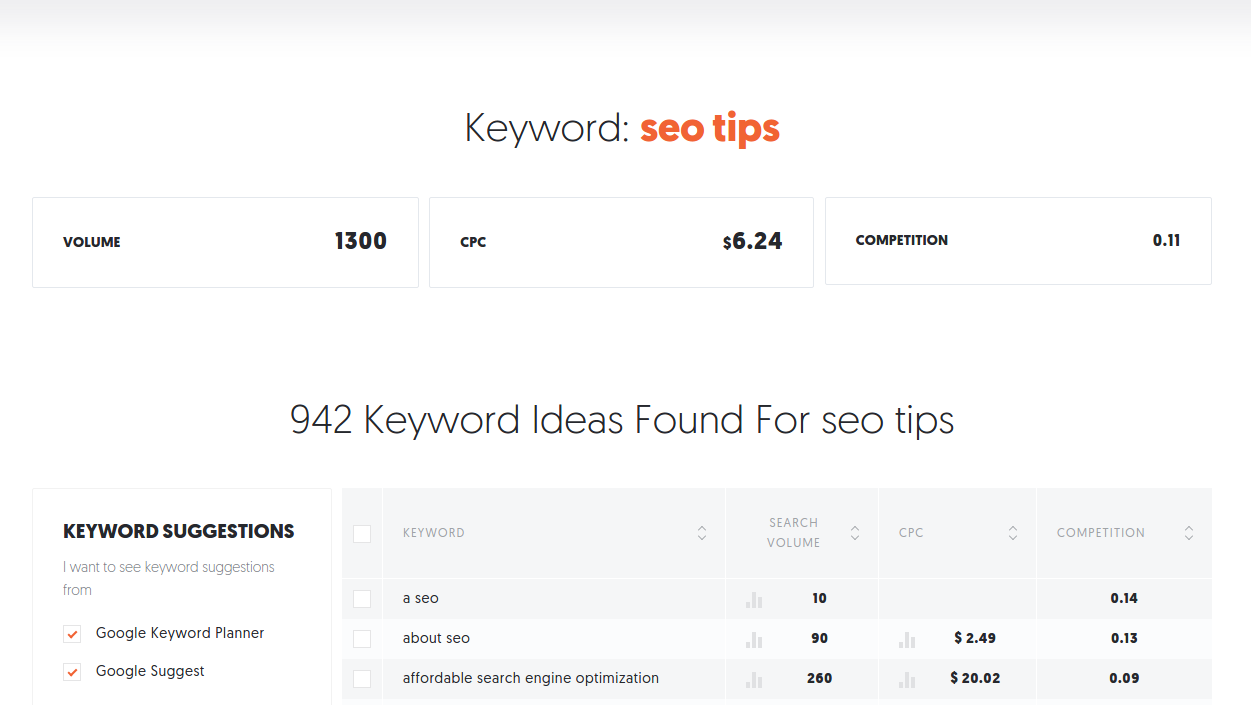 Keyword: seo tips
VOLUME 1300
CPC $6.24
COMPETITION 0.11
942 Keyword Ideas Found For seo tips
KEYWORD SUGGESTIONS
I want to see keyword suggestions
from
Google Keyword Planner
Google Suggest
KEYWORD SEARCH VOLUME CPC COMPETITION
a seo 10 0.14
about seo 90 $ 2.49 0.13
affordable search engine optimization 260 $ 20.02 0.09